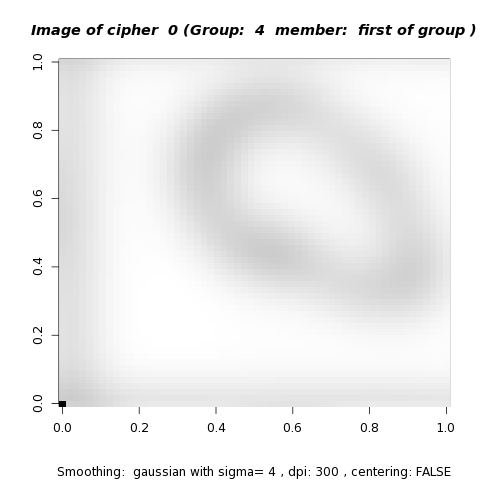 Image of cipher 0 (Group: 4 member: first of group )
1.0
0.8
0.6
0.4
0.2
0.0
0.0 0.2 0.4 0.6 0.8 1.0
Smoothing: gaussian with sigma= 4 , dpi: 300 , centering: FALSE